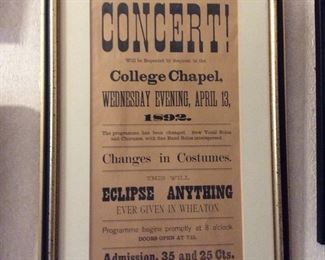 CONCERT!
Will be Repeated by Request in the
College Chapel,
WEDNESDAY EVENING, APRIL 13,
1892.
The programme has been changed. New Vocal Solos
and Choruses, with fine Band Solos interspersed.
Changes in Costumes.
THIS WILL
ECLIPSE ANYTHING
EVER GIVEN IN WHEATON.
Programme begins promptly at 8 o'clock
DOORS OPEN AT 7:15.
Admission, 35 and 25 Cts.